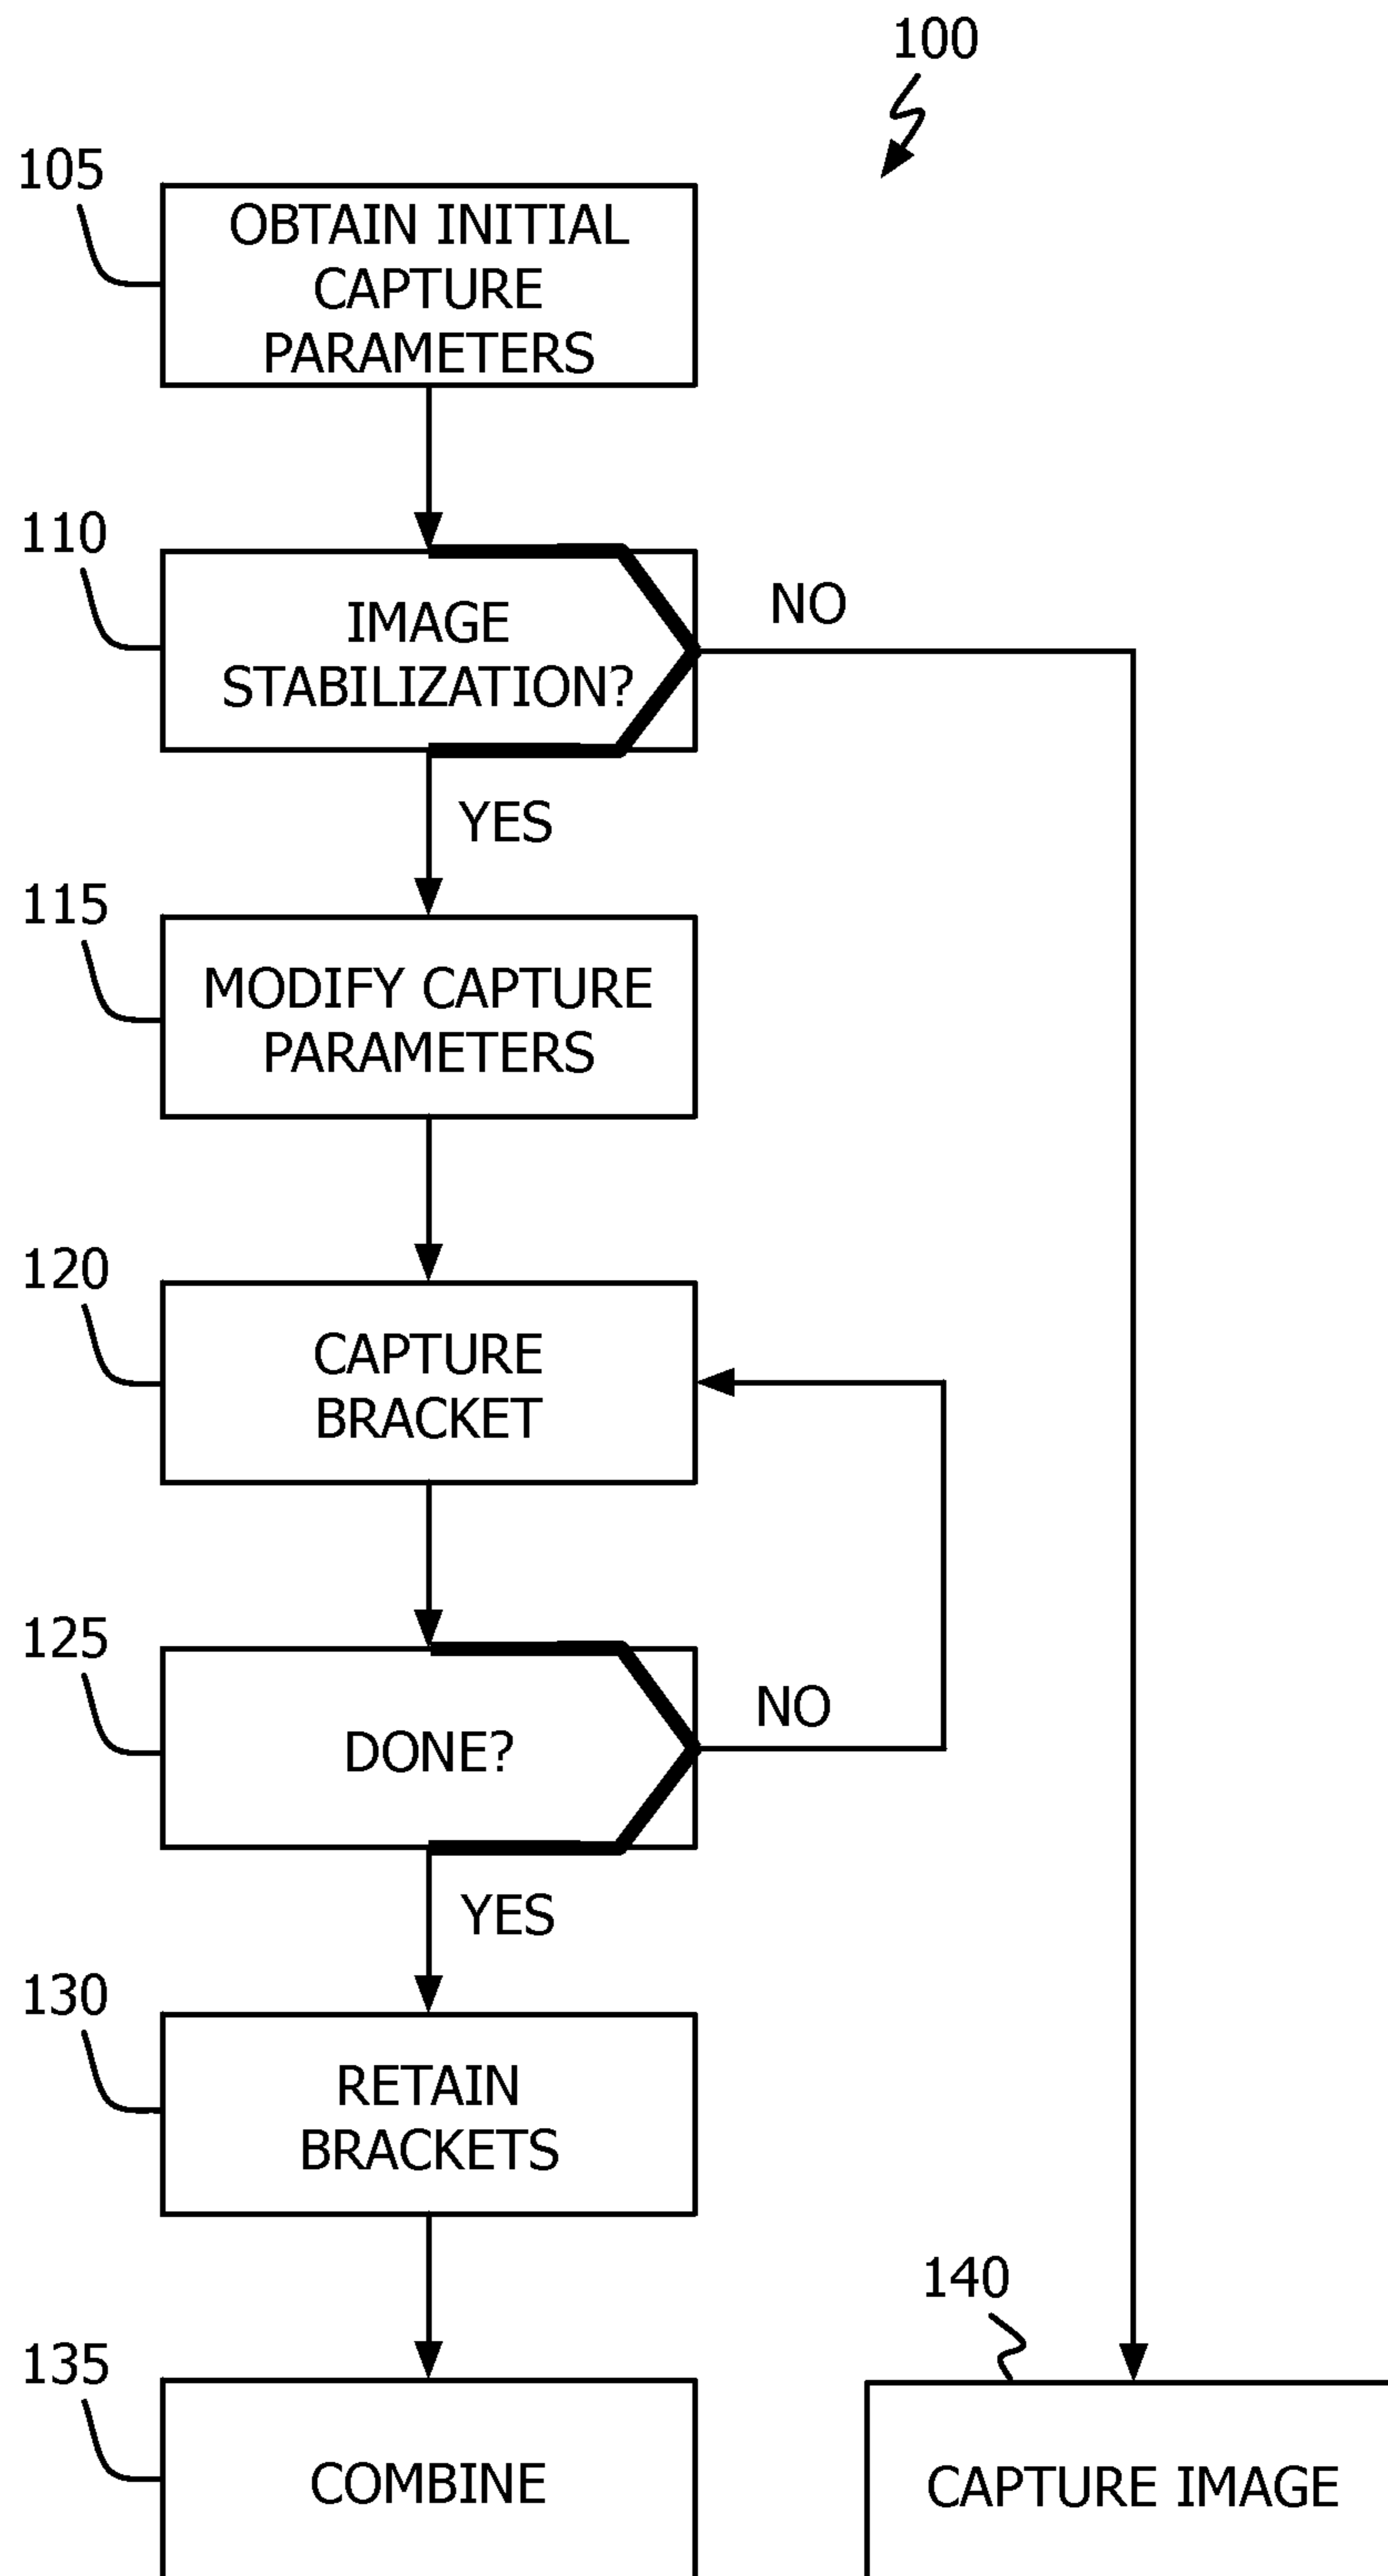 100
105
OBTAIN INITIAL
CAPTURE
PARAMETERS
110
IMAGE
STABILIZATION?
NO
YES
115
MODIFY CAPTURE
PARAMETERS
120
CAPTURE
BRACKET
125
DONE?
NO
YES
130
RETAIN
BRACKETS
135
COMBINE
140
CAPTURE IMAGE